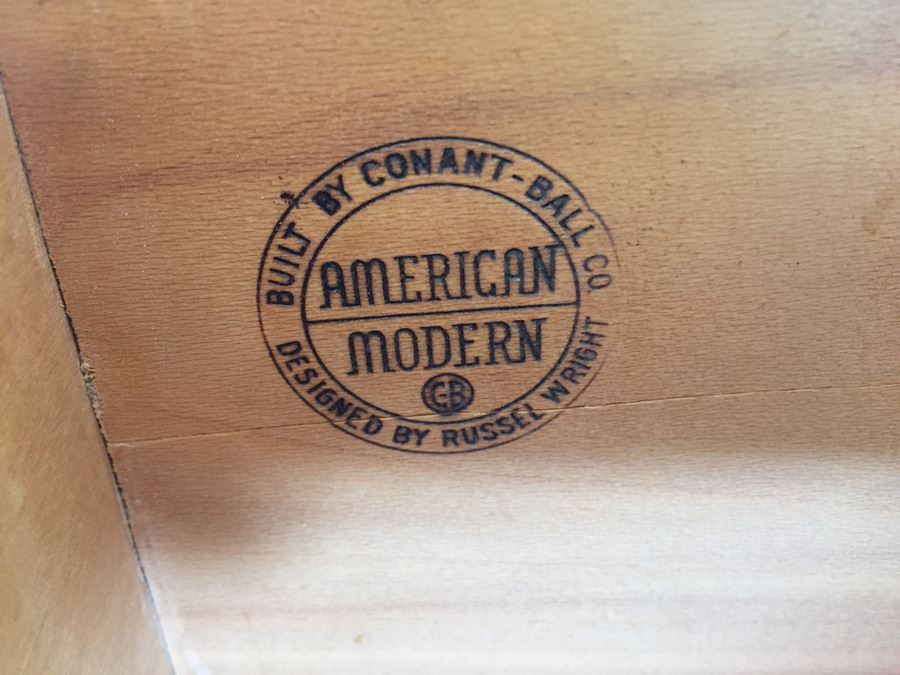 BUILT BY CONANT-BALL CO.
AMERICAN
MODERN
CB
DESIGNED BY RUSSEL WRIGHT